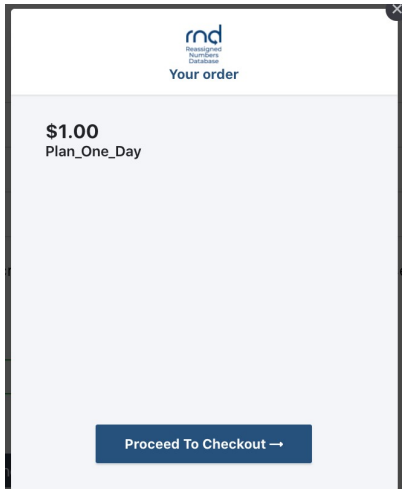 rnd
Reassigned
Numbers
Database
Your order
$1.00
Plan_One_Day
Proceed To Checkout →